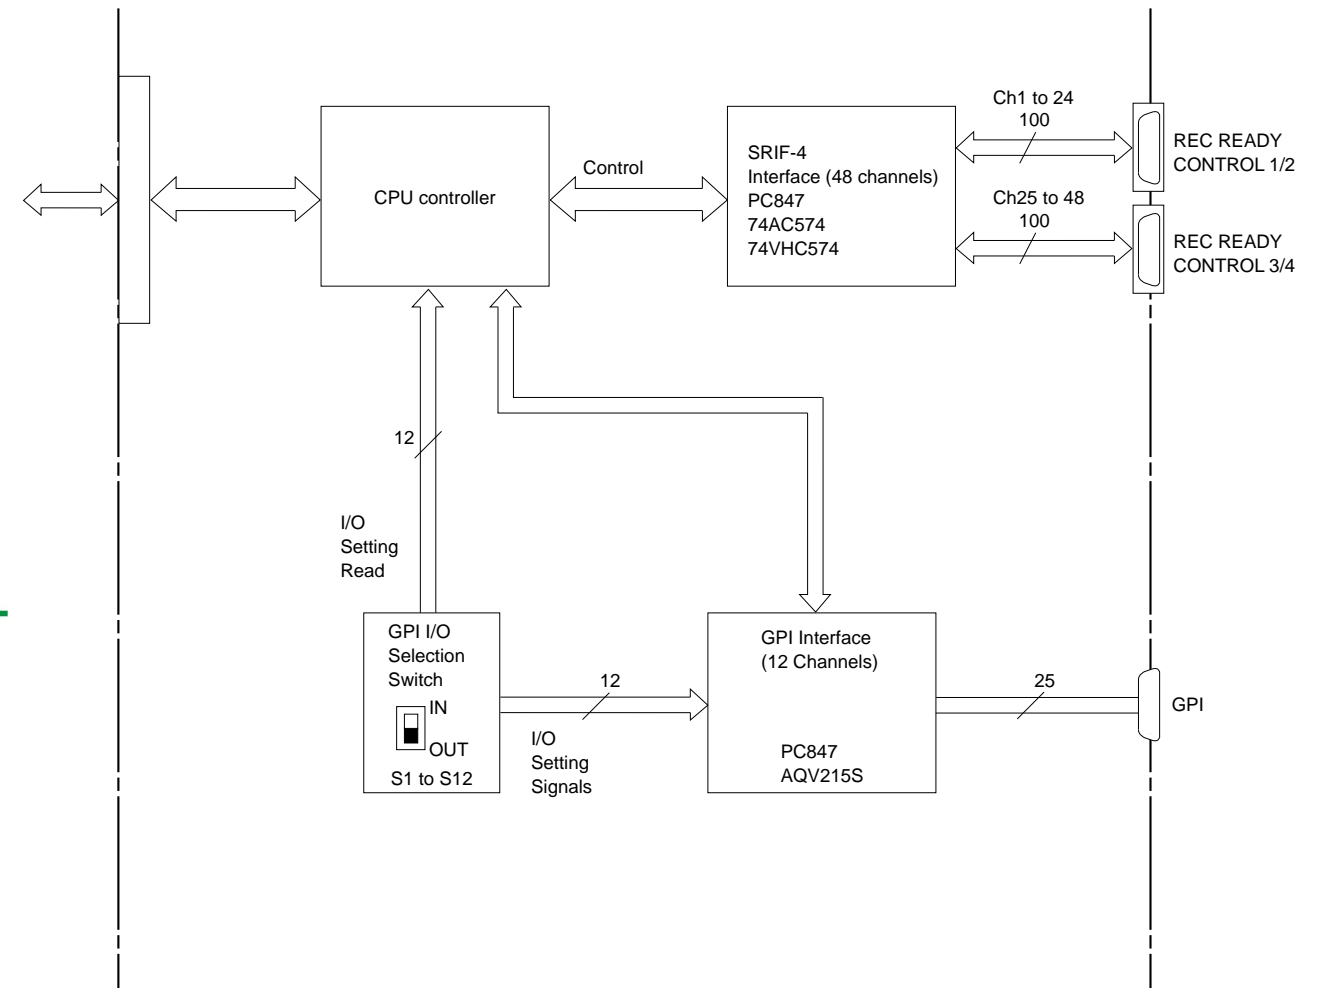 Ch1 to 24
100
REC READY
CONTROL 1/2
SRIF-4
Interface (48 channels)
PC847
74AC574
74VHC574
Control
CPU controller
Ch25 to 48
100
REC READY
CONTROL 3/4
12
I/O
Setting
Read
GPI I/O
Selection
Switch
IN
OUT
S1 to S12
12
I/O
Setting
Signals
GPI Interface
(12 Channels)
PC847
AQV215S
25
GPI